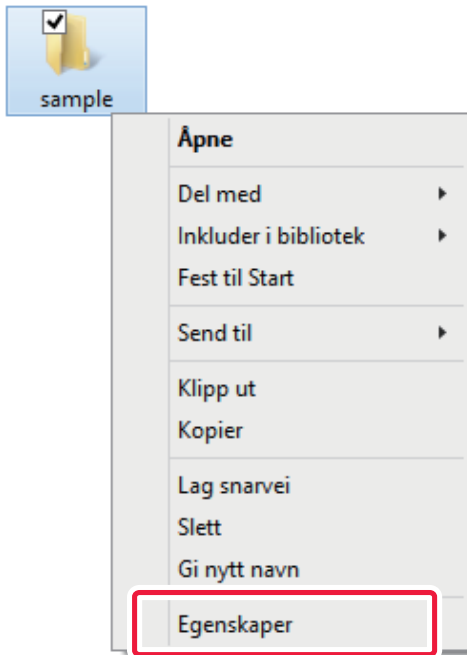 sample
Åpne
Del med
Inkluder i bibliotek
Fest til Start
Send til
Klipp ut
Kopier
Lag snarvei
Slett
Gi nytt navn
Egenskaper